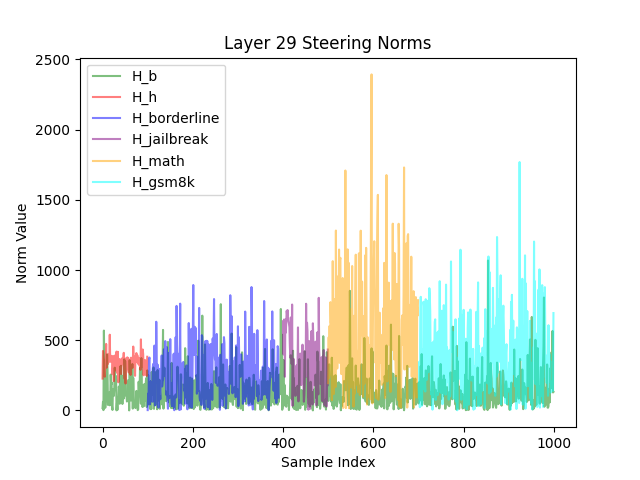 Layer 29 Steering Norms
2500
2000
1500
1000
500
0
Norm Value
H_b
H_h
H_borderline
H_jailbreak
H_math
H_gsm8k
0 200 400 600 800 1000
Sample Index